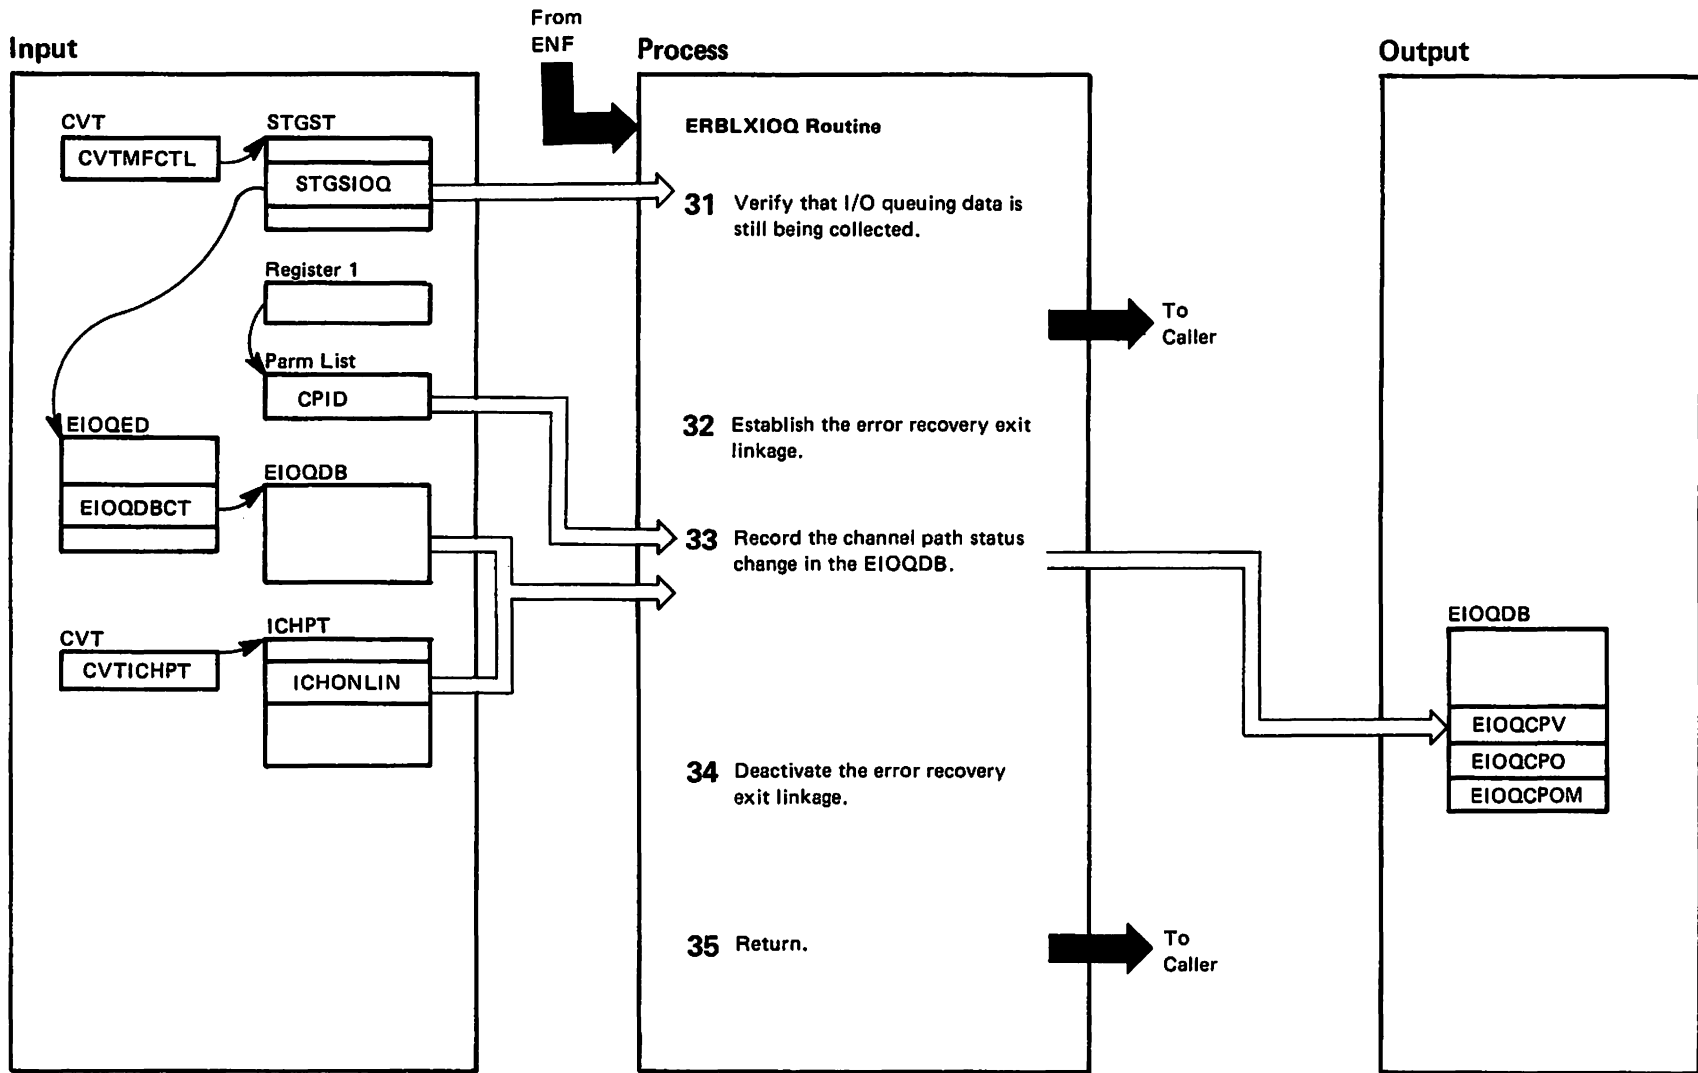 From
ENF
Input
Process
Output
CVT
CVTMFCTL
STGST
STGSIOQ
Register 1
Parm List
CPID
EIOQED
EIOQDBCT
EIOQDB
CVT
CVTICHPT
ICHPT
ICHONLIN
ERBLXIOQ Routine
31 Verify that I/O queuing data is
still being collected.
To
Caller
32 Establish the error recovery exit
linkage.
33 Record the channel path status
change in the EIOQDB.
34 Deactivate the error recovery
exit linkage.
35 Return.
To
Caller
EIOQDB
EIOQCPV
EIOQCPO
EIOQCPOM